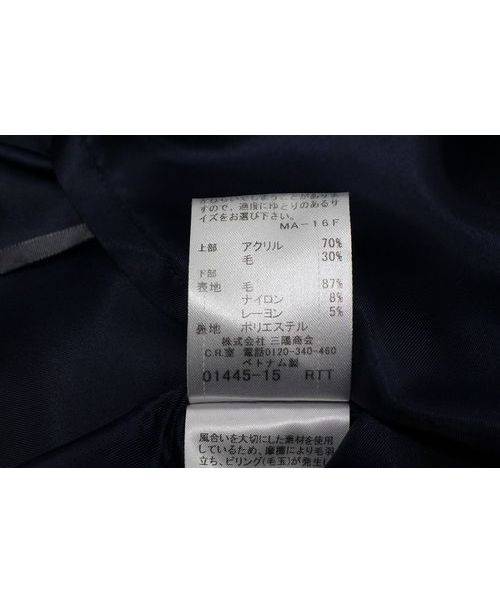 すので、適度にゆとりのあるサ
イズをお選び下さい。
MA-16F
上部 アクリル 70%
毛 30%
下部
表地 毛 87%
ナイロン 8%
レーヨン 5%
裏地 ポリエステル
株式会社 三陽商会
C.R.室 電話0120-340-460
ベトナム製
01445-15 RTT
風合いを大切にした素材を使用
しているため、摩擦により毛羽
立ち、ピリング(毛玉)が発生し